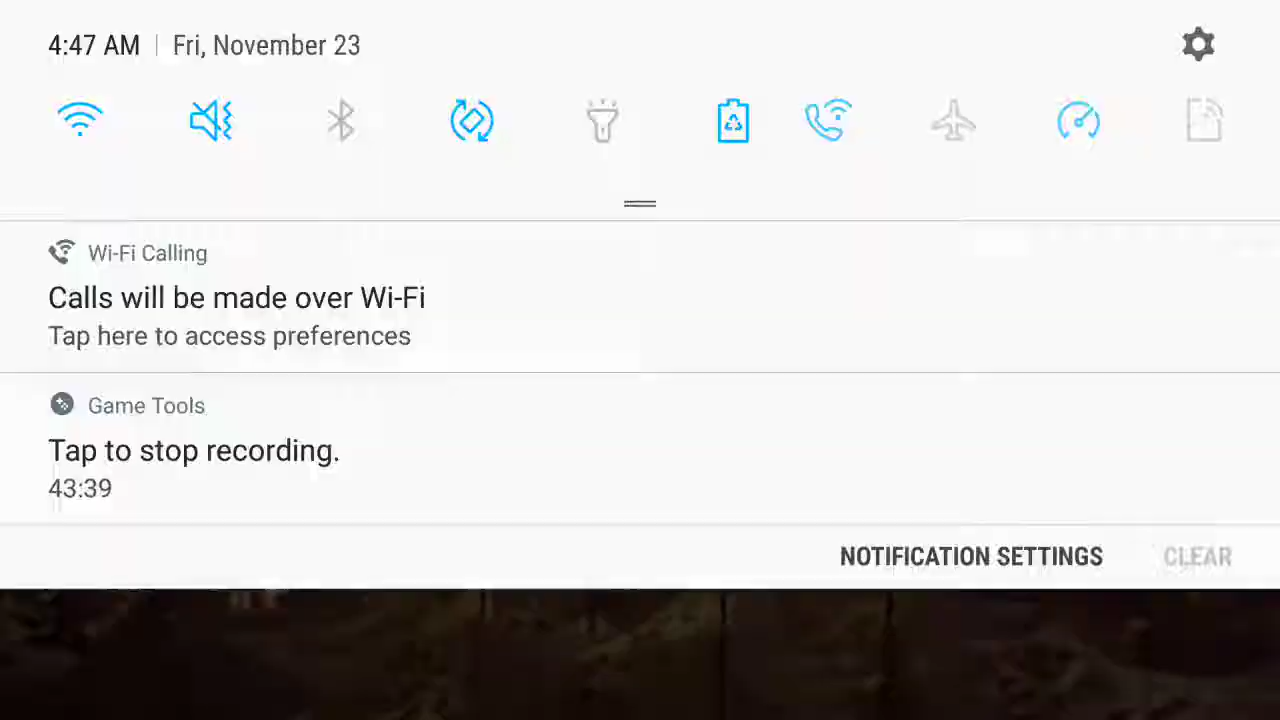 4:47 AM | Fri, November 23
Wi-Fi Calling
Calls will be made over Wi-Fi
Tap here to access preferences
Game Tools
Tap to stop recording.
43:39
NOTIFICATION SETTINGS CLEAR